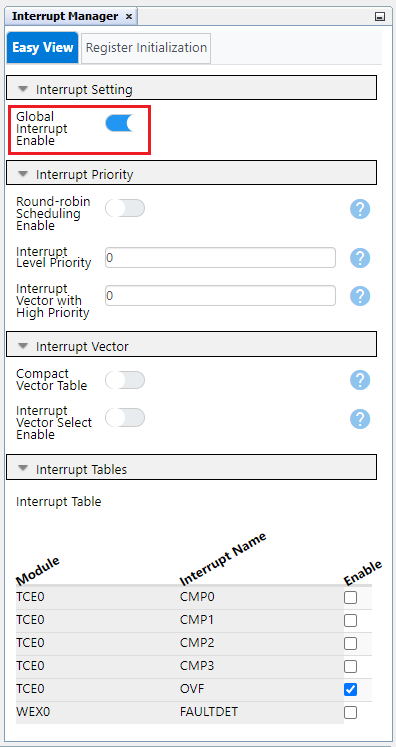 Interrupt Manager ×
Easy View
Register Initialization
Interrupt Setting
Global
Interrupt
Enable
Interrupt Priority
Round-robin
Scheduling
Enable
?
Interrupt
Level Priority
0
?
Interrupt
Vector with
High Priority
0
?
Interrupt Vector
Compact
Vector Table
?
Interrupt
Vector Select
Enable
?
Interrupt Tables
Interrupt Table
Module Interrupt Name Enable
TCE0 CMP0
TCE0 CMP1
TCE0 CMP2
TCE0 CMP3
TCE0 OVF
WEX0 FAULTDET